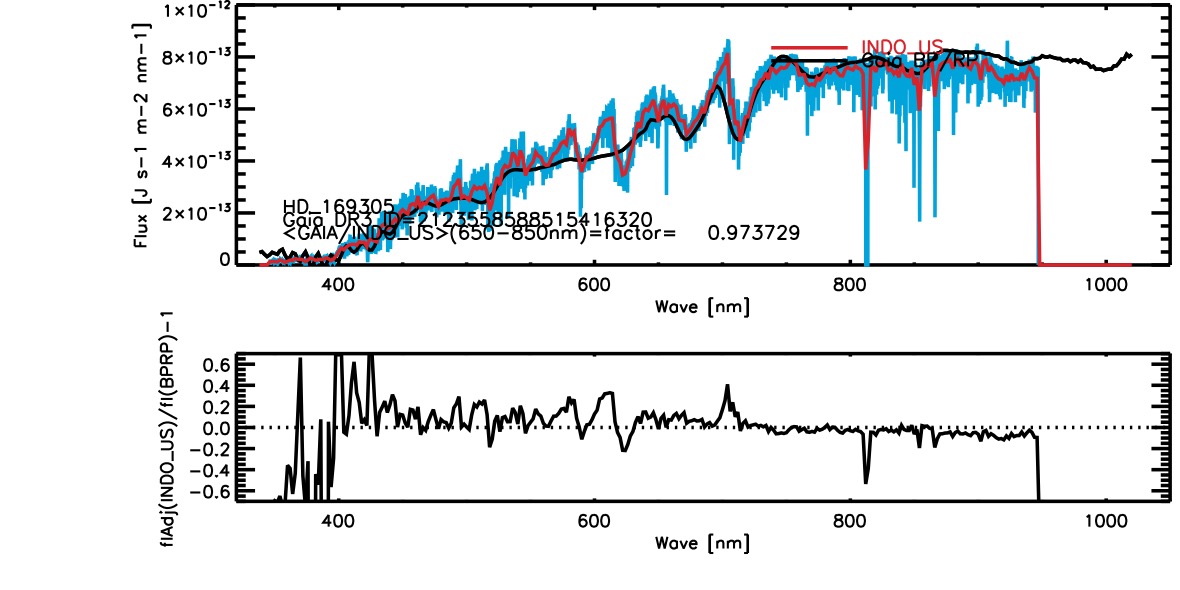 1×10⁻¹²
8×10⁻¹³
6×10⁻¹³
4×10⁻¹³
2×10⁻¹³
0
Flux [J s-1 m-2 nm-1]
INDO_US
Gaia BP/RP
HD_169305
Gaia DR3 ID=2123558588515416320
<GAIA/INDO_US>(650-850nm)=factor= 0.973729
400 600 800 1000
Wave [nm]
flAdj(INDO_US)/fl(BPRP)-1
0.6
0.4
0.2
0.0
-0.2
-0.4
-0.6
400 600 800 1000
Wave [nm]